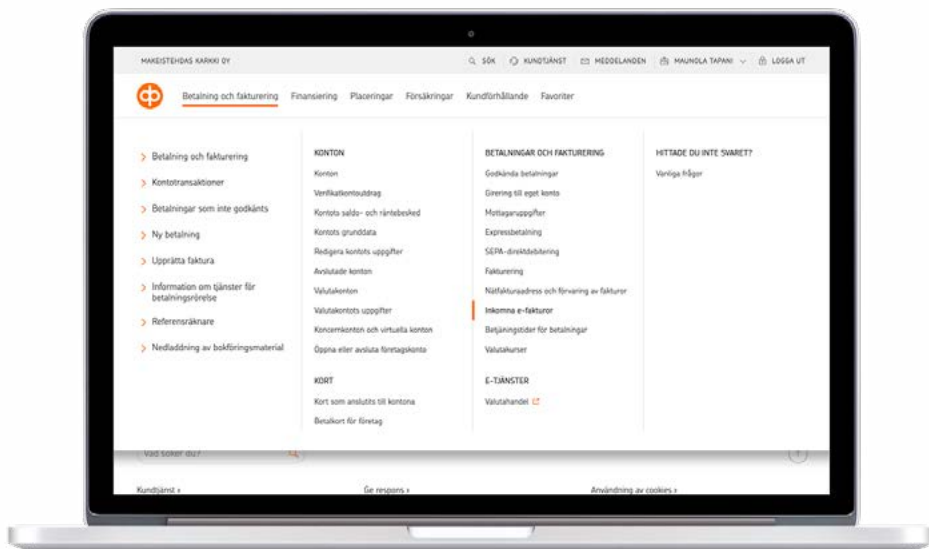 MAKEISTEHDAS KARKKI OY
SÖK
KUNDTJÄNST
MEDDELANDEN
MAUNOLA TAPANI
LOGGA UT
Betalning och fakturering
Finansiering
Placeringar
Försäkringar
Kundförhållande
Favoriter
Betalning och fakturering
Kontotransaktioner
Betalningar som inte godkänts
Ny betalning
Upprätta faktura
Information om tjänster för
betalningsrörelse
Referensräknare
Nedladdning av bokföringsmaterial
KONTON
Konton
Verifikatkontoutdrag
Kontots saldo- och räntebesked
Kontots grunddata
Redigera kontots uppgifter
Avslutade konton
Valutakonton
Valutakontots uppgifter
Koncernkonton och virtuella konton
Öppna eller avsluta företagskonto
KORT
Kort som anslutits till kontona
Betalkort för företag
BETALNINGAR OCH FAKTURERING
Godkända betalningar
Girering till eget konto
Mottagaruppgifter
Expressbetalning
SEPA-direktdebitering
Fakturering
Nätfakturaadress och förvaring av fakturor
Inkomna e-fakturor
Betjäningstider för betalningar
Valutakurser
E-TJÄNSTER
Valutahandel
HITTADE DU INTE SVARET?
Vanliga frågor
Vad söker du?
Kundtjänst ›
Ge respons ›
Användning av cookies ›